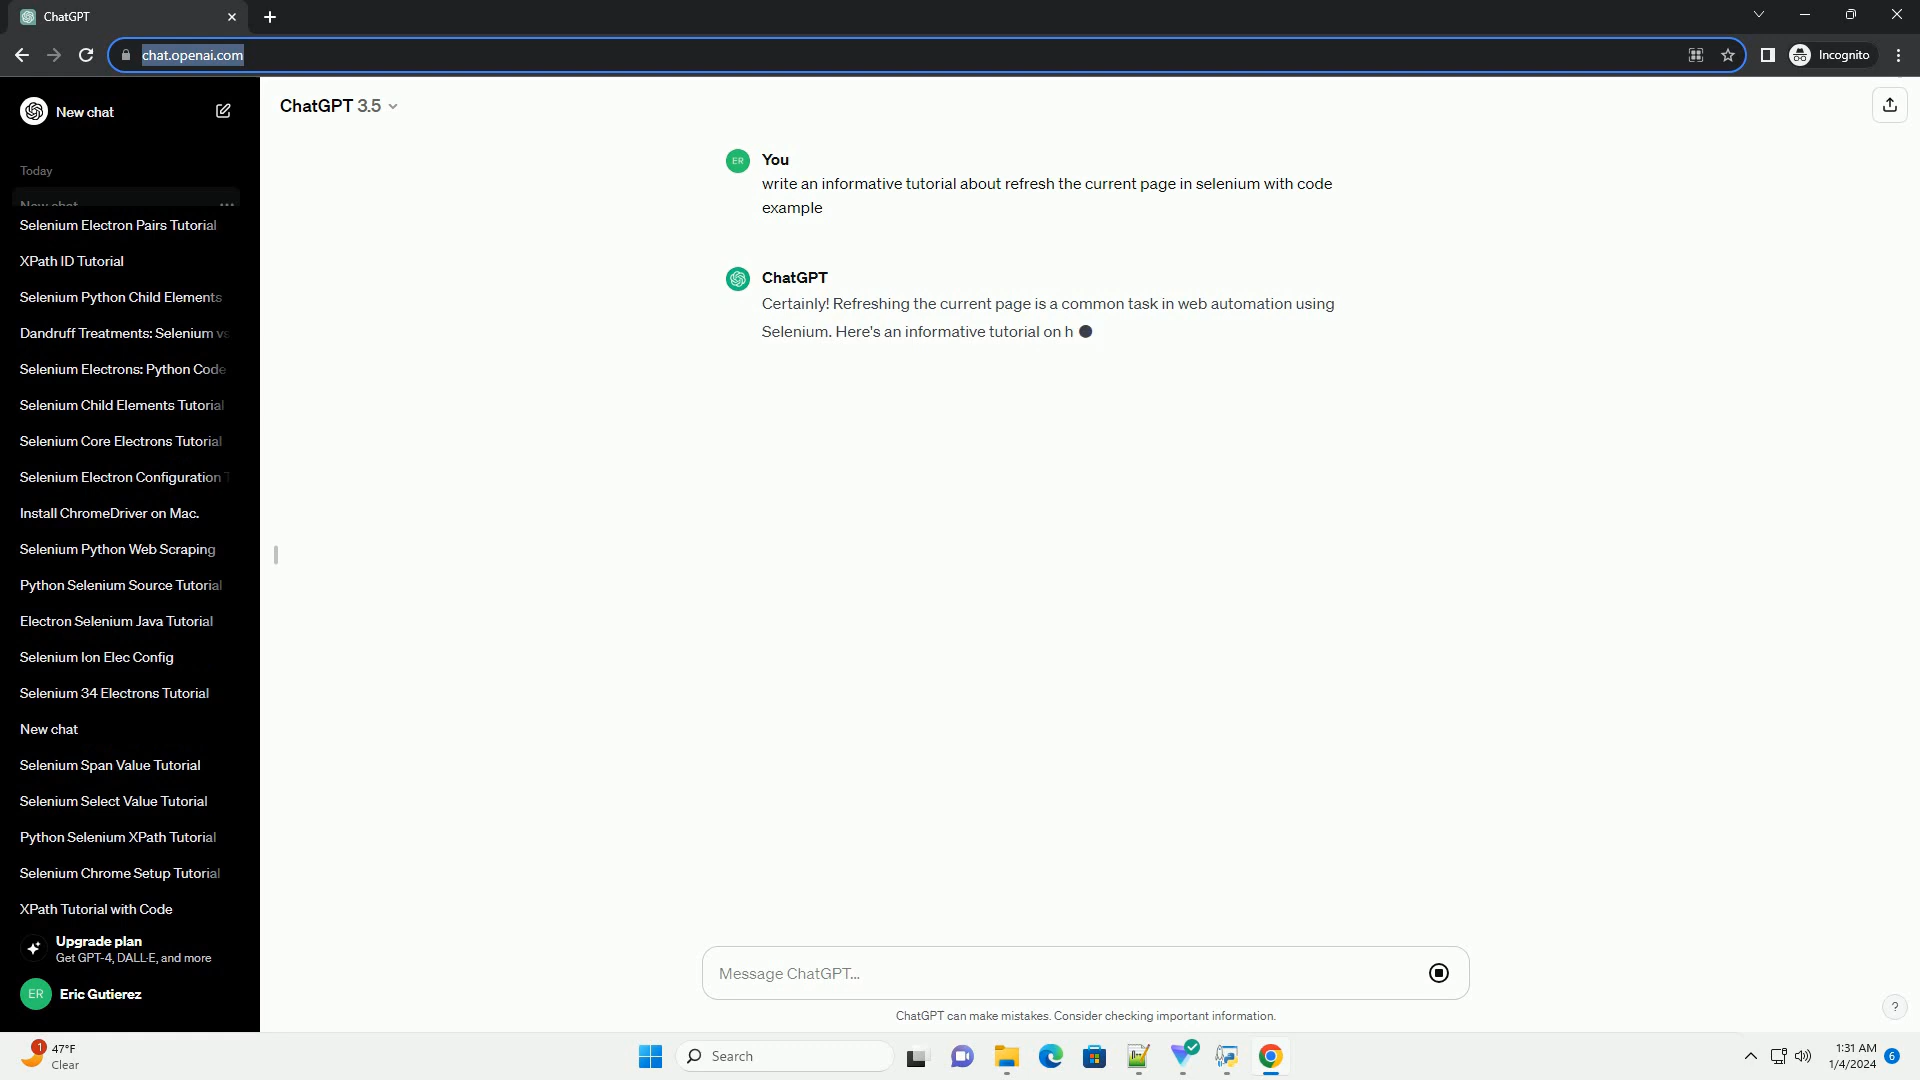 ChatGPT
chat.openai.com
Incognito
New chat
ChatGPT 3.5
Today
New chat
Selenium Electron Pairs Tutorial
XPath ID Tutorial
Selenium Python Child Elements
Dandruff Treatments: Selenium vs
Selenium Electrons: Python Code
Selenium Child Elements Tutorial
Selenium Core Electrons Tutorial
Selenium Electron Configuration T
Install ChromeDriver on Mac.
Selenium Python Web Scraping
Python Selenium Source Tutorial
Electron Selenium Java Tutorial
Selenium Ion Elec Config
Selenium 34 Electrons Tutorial
New chat
Selenium Span Value Tutorial
Selenium Select Value Tutorial
Python Selenium XPath Tutorial
Selenium Chrome Setup Tutorial
XPath Tutorial with Code
Upgrade plan
Get GPT-4, DALL·E, and more
ER
Eric Gutierez
ER
You
write an informative tutorial about refresh the current page in selenium with code
example
ChatGPT
Certainly! Refreshing the current page is a common task in web automation using
Selenium. Here's an informative tutorial on h
Message ChatGPT...
ChatGPT can make mistakes. Consider checking important information.
?
1
47°F
Clear
Search
1:31 AM
1/4/2024
6